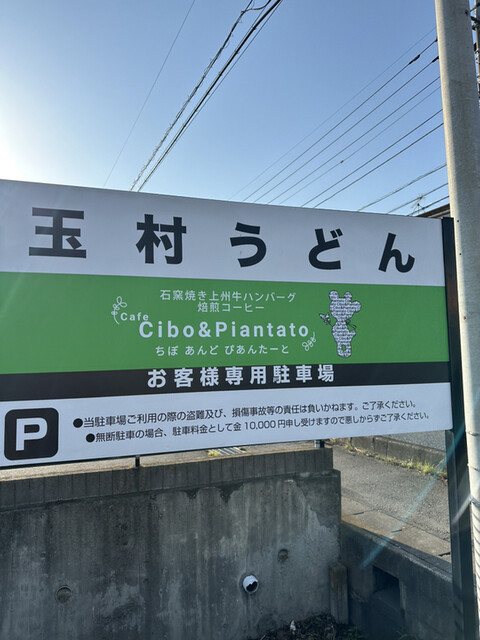 玉村うどん
石窯焼き上州牛ハンバーグ
焙煎コーヒー
Cafe
Cibo&Piantato
ちぼ あんど ぴあんたーと
お客様専用駐車場
P
●当駐車場ご利用の際の盗難及び、損傷事故等の責任は負いかねます。ご了承ください。
●無断駐車の場合、駐車料金として金10,000円申し受けますので悪しからずご了承ください。